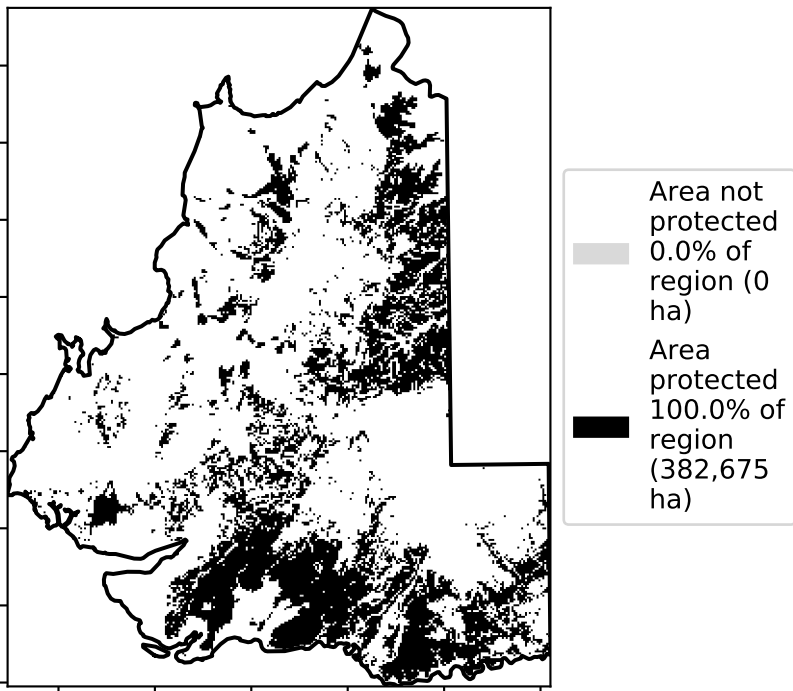 Area not
protected
0.0% of
region (0
ha)
Area
protected
100.0% of
region
(382,675
ha)